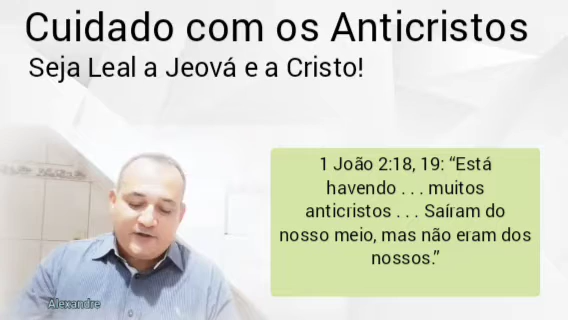 Cuidado com os Anticristos
Seja Leal a Jeová e a Cristo!
1 João 2:18, 19: “Está
havendo . . . muitos
anticristos . . . Saíram do
nosso meio, mas não eram dos
nossos.”
Alexandre